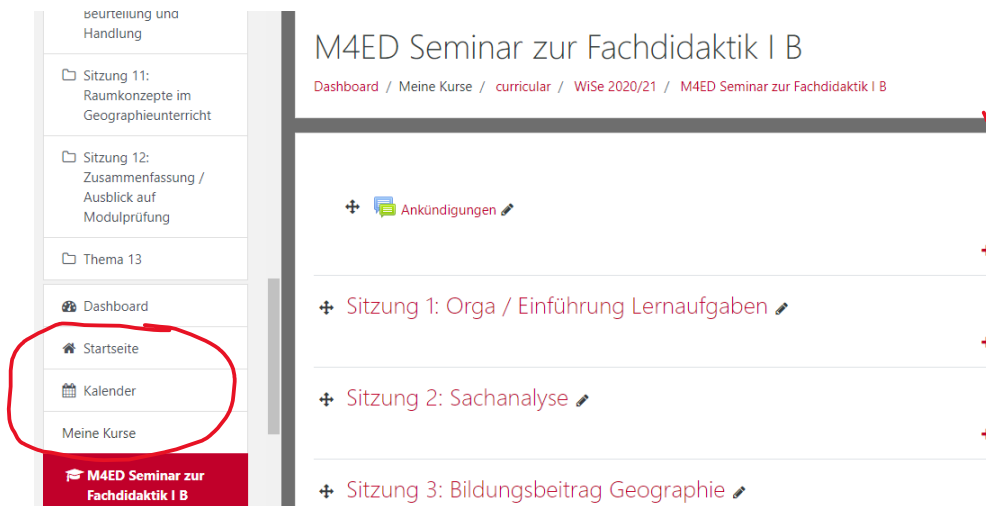 Beurteilung und
Handlung
Sitzung 11:
Raumkonzepte im
Geographieunterricht
Sitzung 12:
Zusammenfassung /
Ausblick auf
Modulprüfung
Thema 13
Dashboard
Startseite
Kalender
Meine Kurse
M4ED Seminar zur
Fachdidaktik I B
M4ED Seminar zur Fachdidaktik I B
Dashboard / Meine Kurse / curricular / WiSe 2020/21 / M4ED Seminar zur Fachdidaktik I B
Ankündigungen
Sitzung 1: Orga / Einführung Lernaufgaben
Sitzung 2: Sachanalyse
Sitzung 3: Bildungsbeitrag Geographie